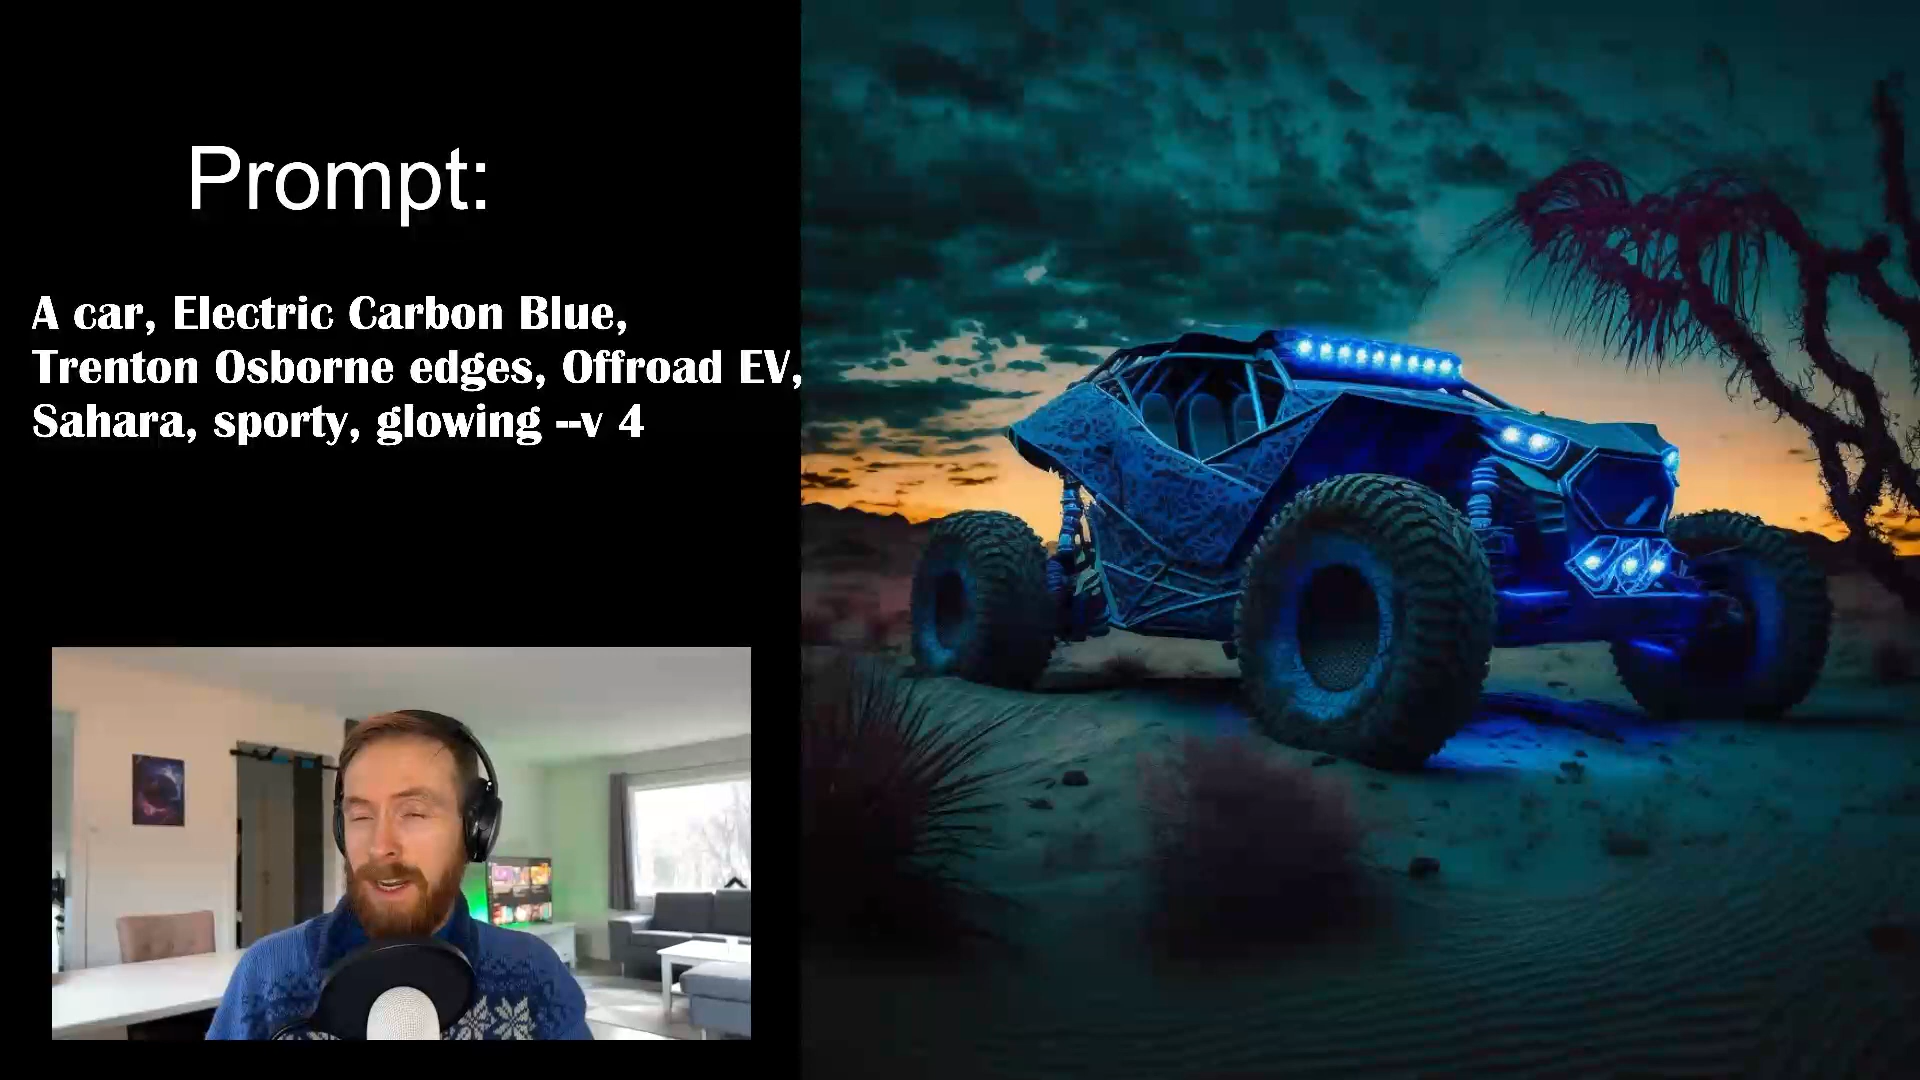 Prompt:
A car, Electric Carbon Blue,
Trenton Osborne edges, Offroad EV,
Sahara, sporty, glowing --v 4